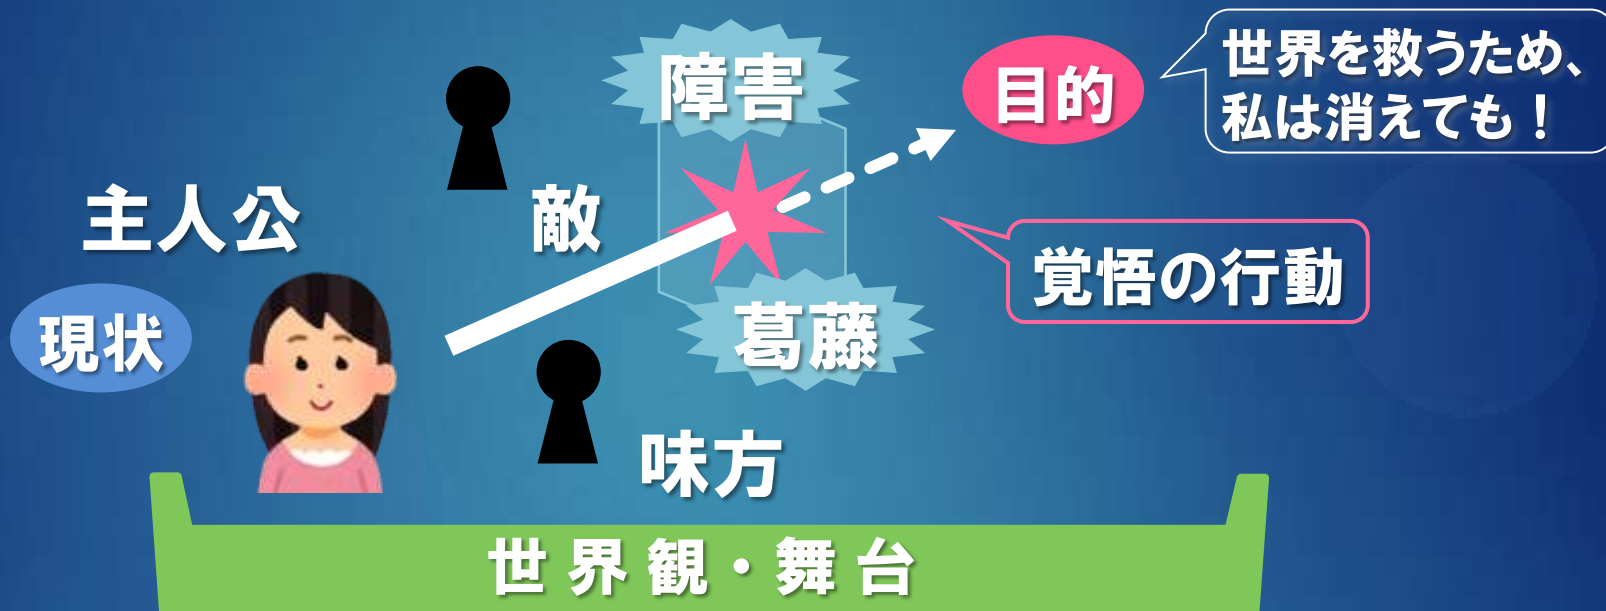 障害
目的
世界を救うため、
私は消えても！
主人公
敵
覚悟の行動
現状
葛藤
味方
世界観・舞台